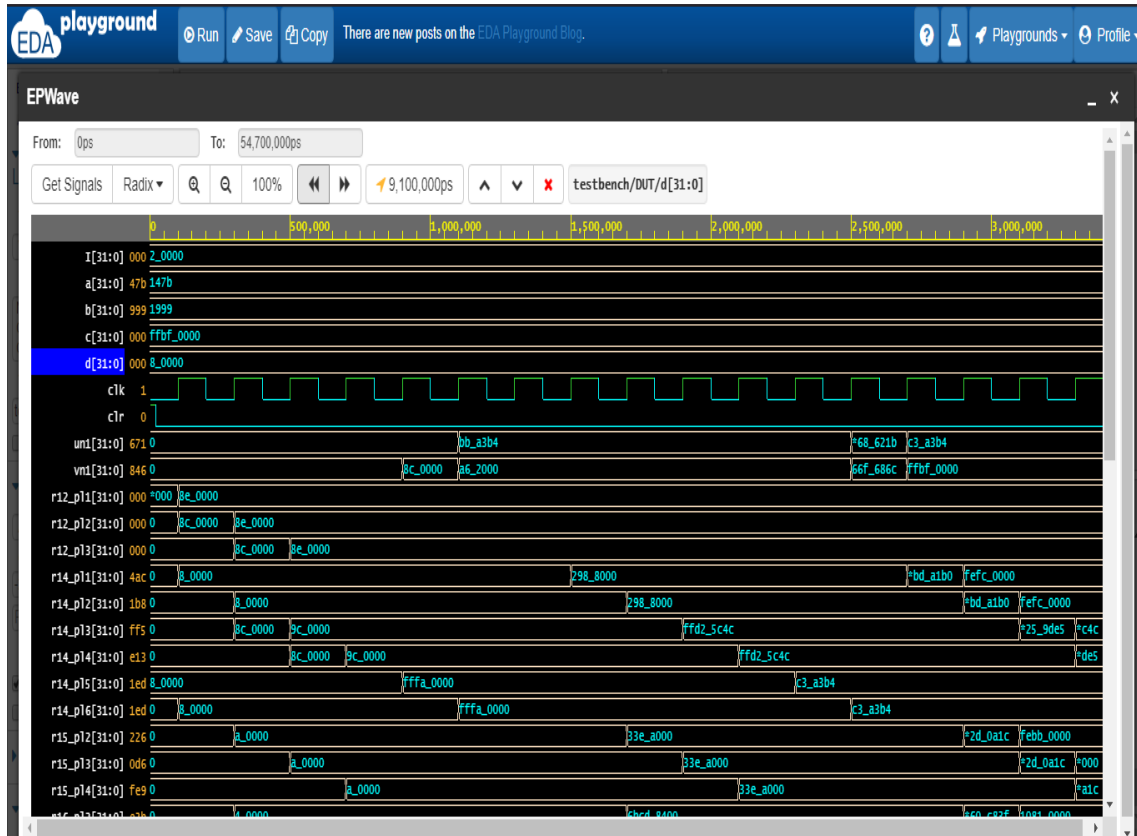 EDA playground Run Save Copy There are new posts on the EDA Playground Blog. ? Playgrounds Profile
EPWave _ ×
From: 0ps To: 54,700,000ps
Get Signals Radix 100% 9,100,000ps testbench/DUT/d[31:0]
0 500,000 1,000,000 1,500,000 2,000,000 2,500,000 3,000,000
I[31:0] 000 2_0000
a[31:0] 47b 147b
b[31:0] 999 1999
c[31:0] 000 ffbf_0000
d[31:0] 000 8_0000
clk 1
clr 0
un1[31:0] 671 0 bb_a3b4 *68_621b c3_a3b4
vn1[31:0] 846 0 8c_0000 a6_2000 66f_686c ffbf_0000
r12_pl1[31:0] 000 *000 8e_0000
r12_pl2[31:0] 000 0 8c_0000 8e_0000
r12_pl3[31:0] 000 0 8c_0000 8e_0000
r14_pl1[31:0] 4ac 0 8_0000 298_8000 *bd_a1b0 fefc_0000
r14_pl2[31:0] 1b8 0 8_0000 298_8000 *bd_a1b0 fefc_0000
r14_pl3[31:0] ff5 0 8c_0000 9c_0000 ffd2_5c4c *25_9de5 *c4c
r14_pl4[31:0] e13 0 8c_0000 9c_0000 ffd2_5c4c *de5
r14_pl5[31:0] 1ed 8_0000 fffa_0000 c3_a3b4
r14_pl6[31:0] 1ed 0 8_0000 fffa_0000 c3_a3b4
r15_pl2[31:0] 226 0 a_0000 33e_a000 *2d_0a1c febb_0000
r15_pl3[31:0] 0d6 0 a_0000 33e_a000 *2d_0a1c *000
r15_pl4[31:0] fe9 0 a_0000 33e_a000 *a1c